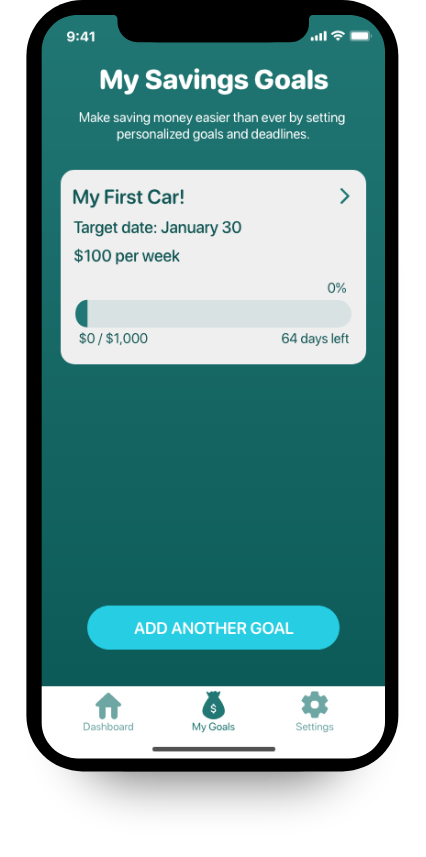 9:41
My Savings Goals
Make saving money easier than ever by setting
personalized goals and deadlines.
My First Car!
Target date: January 30
$100 per week
0%
$0 / $1,000
64 days left
ADD ANOTHER GOAL
$
Dashboard
My Goals
Settings